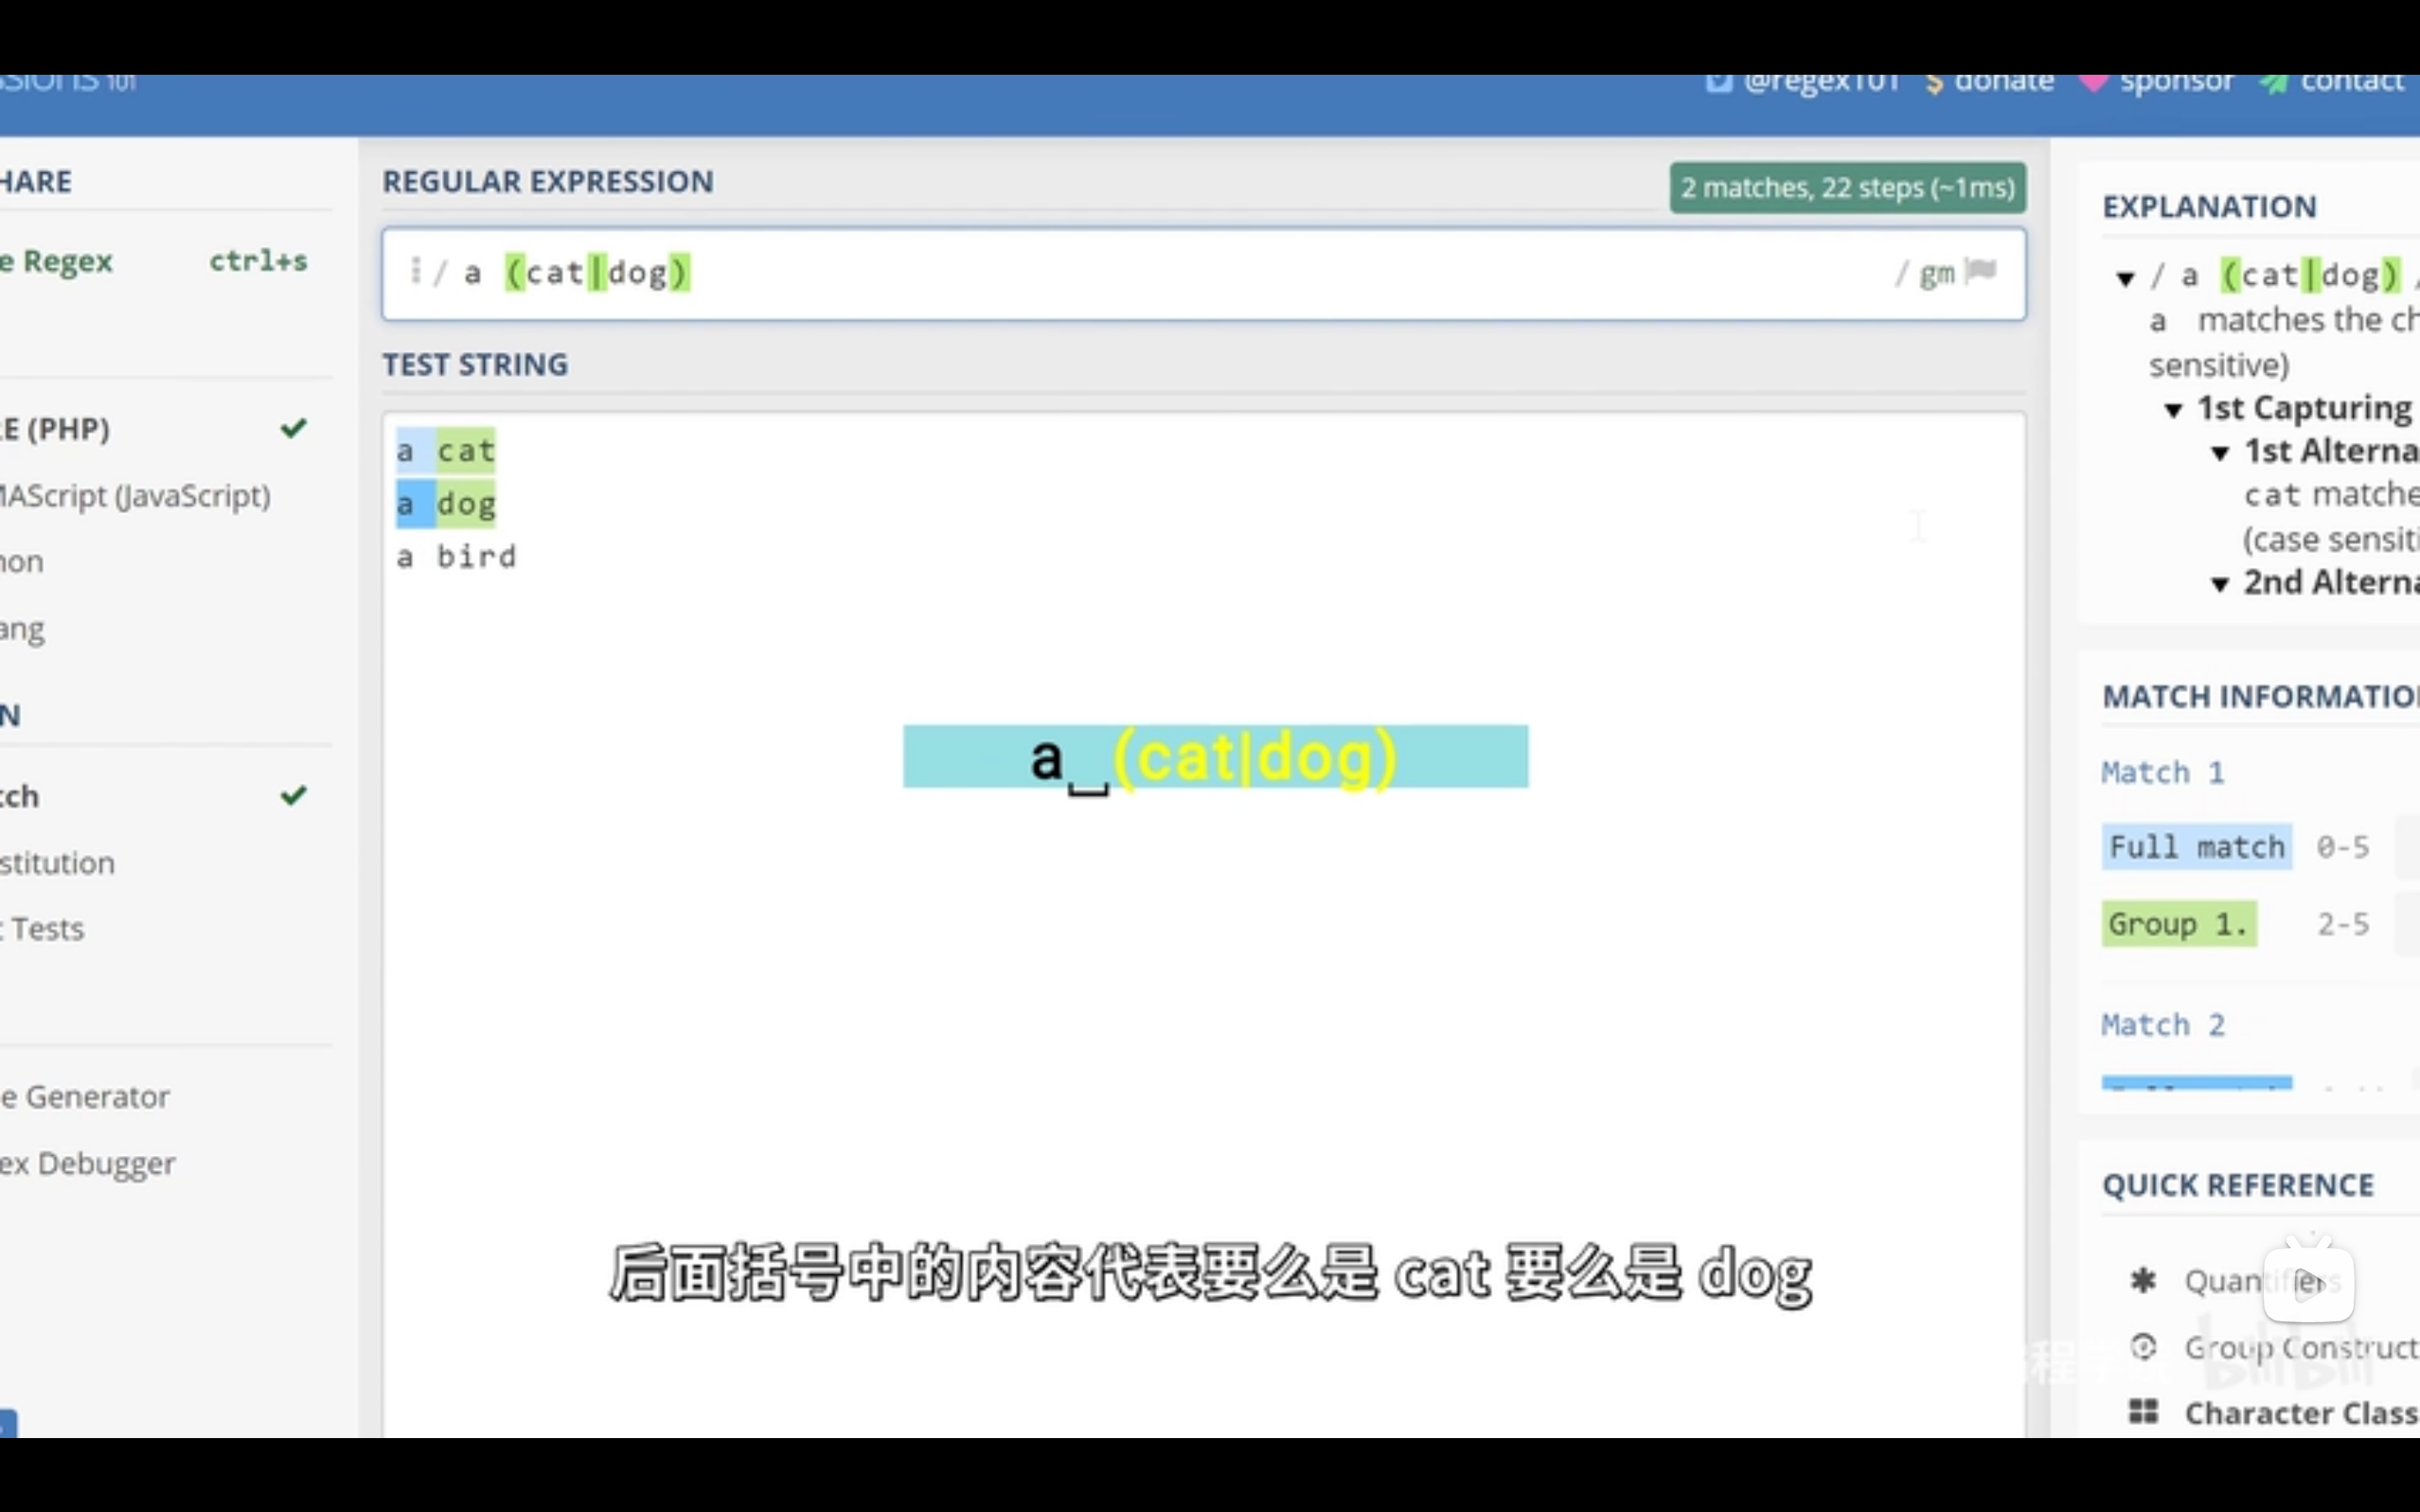 101
@regex101 donate sponsor contact
HARE
e Regex ctrl+s
E (PHP)
MAScript (JavaScript)
hon
ang
N
tch
stitution
t Tests
e Generator
ex Debugger
REGULAR EXPRESSION
2 matches, 22 steps (~1ms)
/ a (cat|dog) / gm
TEST STRING
a cat
a dog
a bird
a␣(cat|dog)
后面括号中的内容代表要么是 cat 要么是 dog
EXPLANATION
/ a (cat|dog) /
a matches the ch
sensitive)
1st Capturing
1st Alterna
cat matche
(case sensiti
2nd Alterna
MATCH INFORMATIO
Match 1
Full match 0-5
Group 1. 2-5
Match 2
QUICK REFERENCE
Quantifiers
Group Construct
bilibili
Character Class